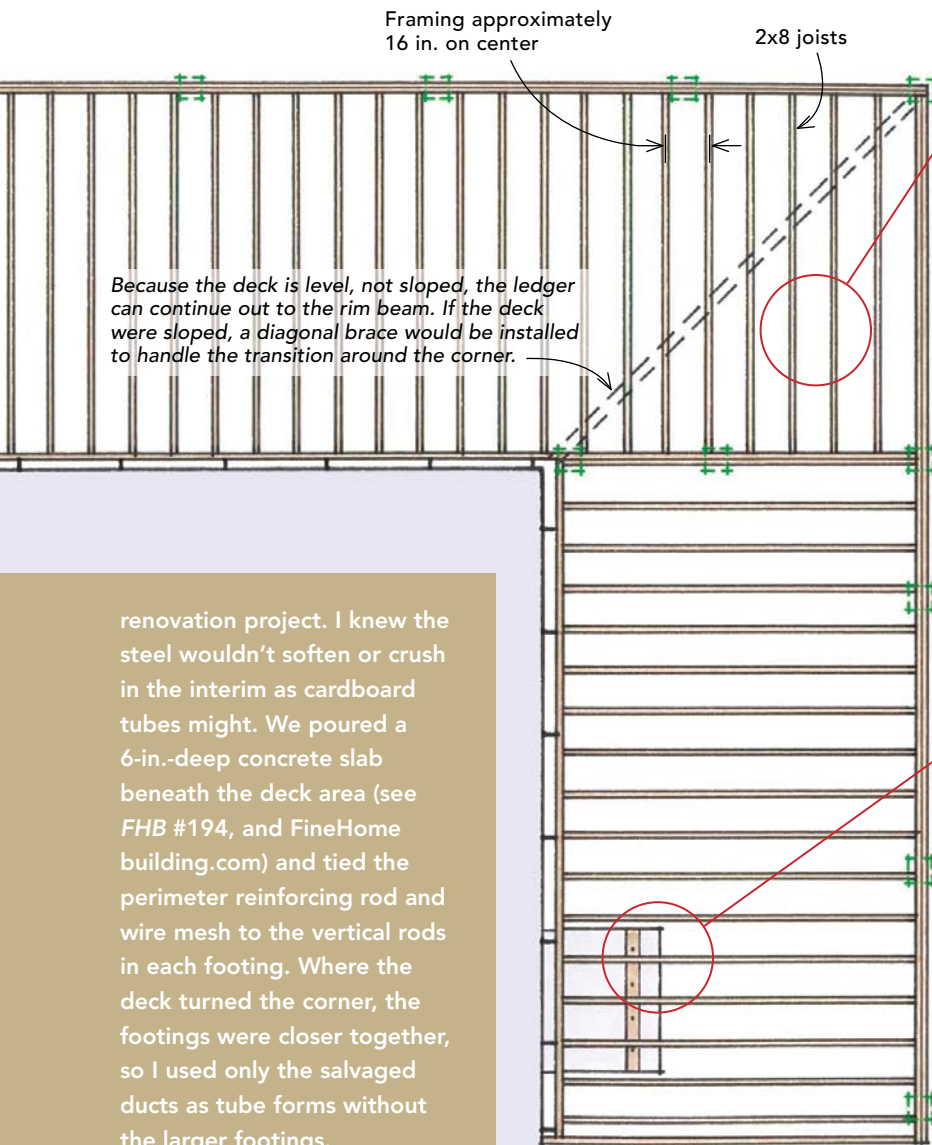 Framing approximately
16 in. on center
2x8 joists
Because the deck is level, not sloped, the ledger
can continue out to the rim beam. If the deck
were sloped, a diagonal brace would be installed
to handle the transition around the corner.
renovation project. I knew the
steel wouldn’t soften or crush
in the interim as cardboard
tubes might. We poured a
6-in.-deep concrete slab
beneath the deck area (see
FHB #194, and FineHome
building.com) and tied the
perimeter reinforcing rod and
wire mesh to the vertical rods
in each footing. Where the
deck turned the corner, the
footings were closer together,
so I used only the salvaged
ducts as tube forms without
the larger footings.